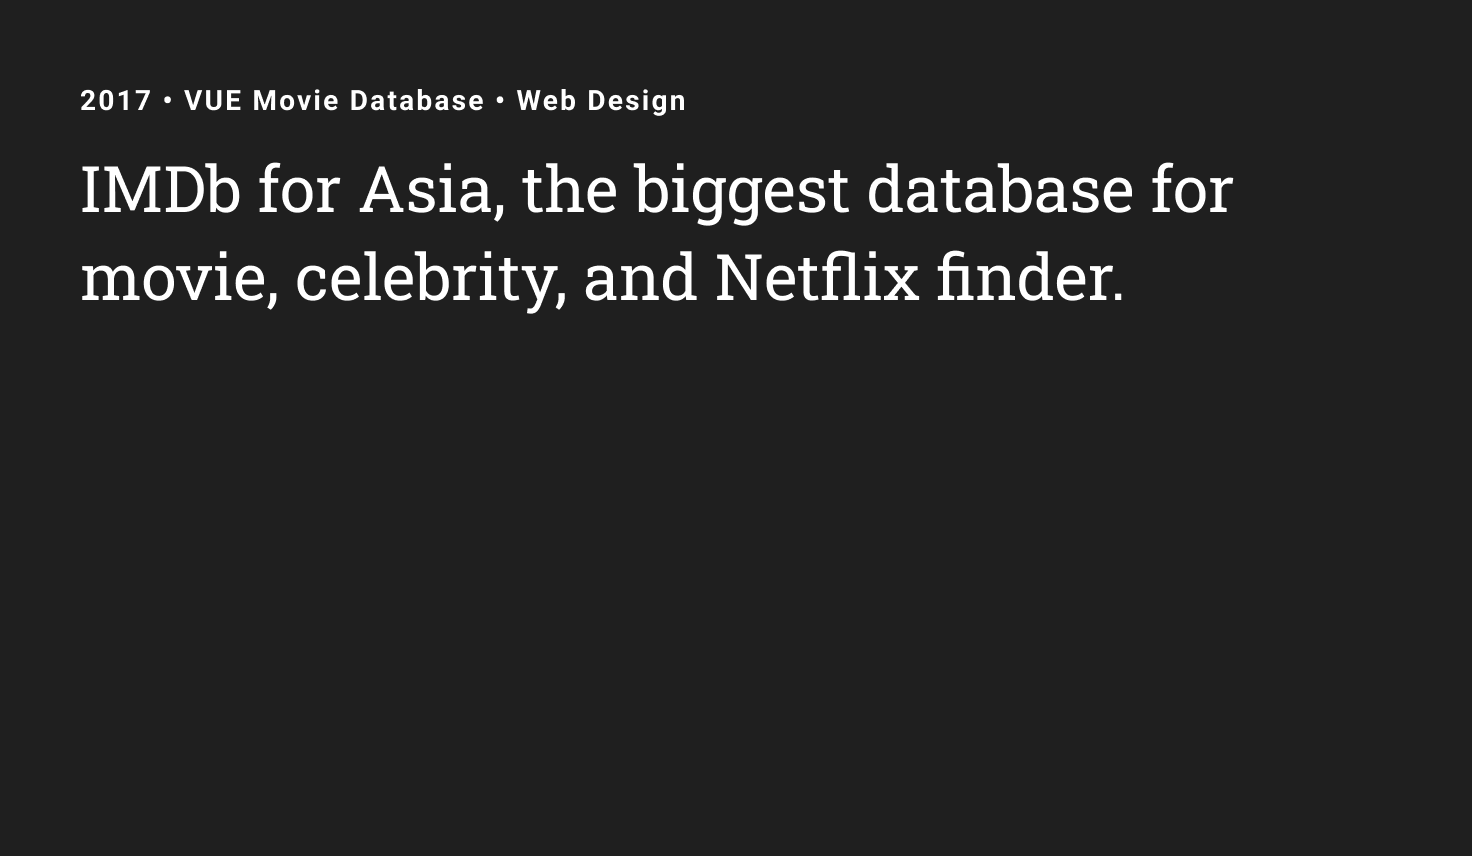 2017 • VUE Movie Database • Web Design
IMDb for Asia, the biggest database for
movie, celebrity, and Netflix finder.